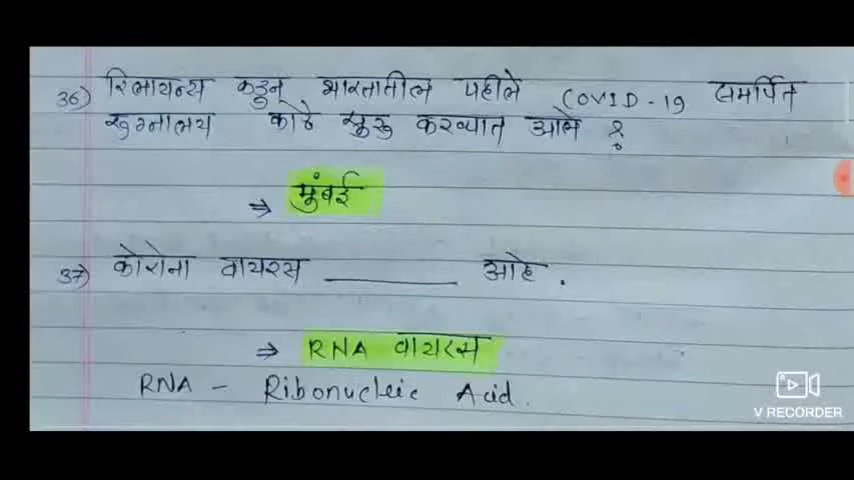 36) रिलायन्स कडून भारतातील पहीले COVID-19 समर्पित
रुग्नालय कोठे सुरु करण्यात आले ?
⇒ मुंबई
37) कोरोना वायरस ________ आहे.
⇒ RNA वायरस
RNA - Ribonucleic Acid.
V RECORDER